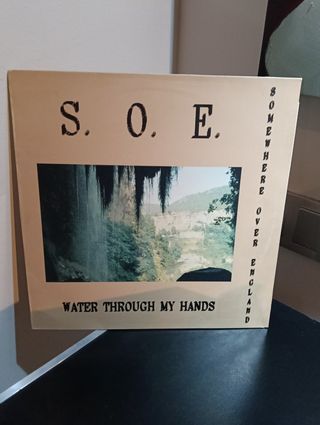 S. O. E.
SOMEWHERE OVER ENGLAND
WATER THROUGH MY HANDS